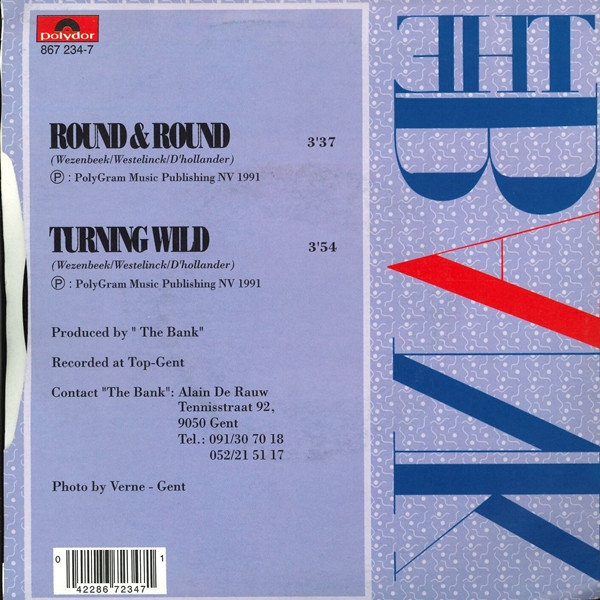 polydor
867 234-7
ROUND & ROUND 3'37
(Wezenbeek/Westelinck/D'hollander)
Ⓟ : PolyGram Music Publishing NV 1991
TURNING WILD 3'54
(Wezenbeek/Westelinck/D'hollander)
Ⓟ : PolyGram Music Publishing NV 1991
Produced by " The Bank"
Recorded at Top-Gent
Contact "The Bank": Alain De Rauw
Tennisstraat 92,
9050 Gent
Tel.: 091/30 70 18
052/21 51 17
Photo by Verne - Gent
0 42286 72347 1
THE
BANK